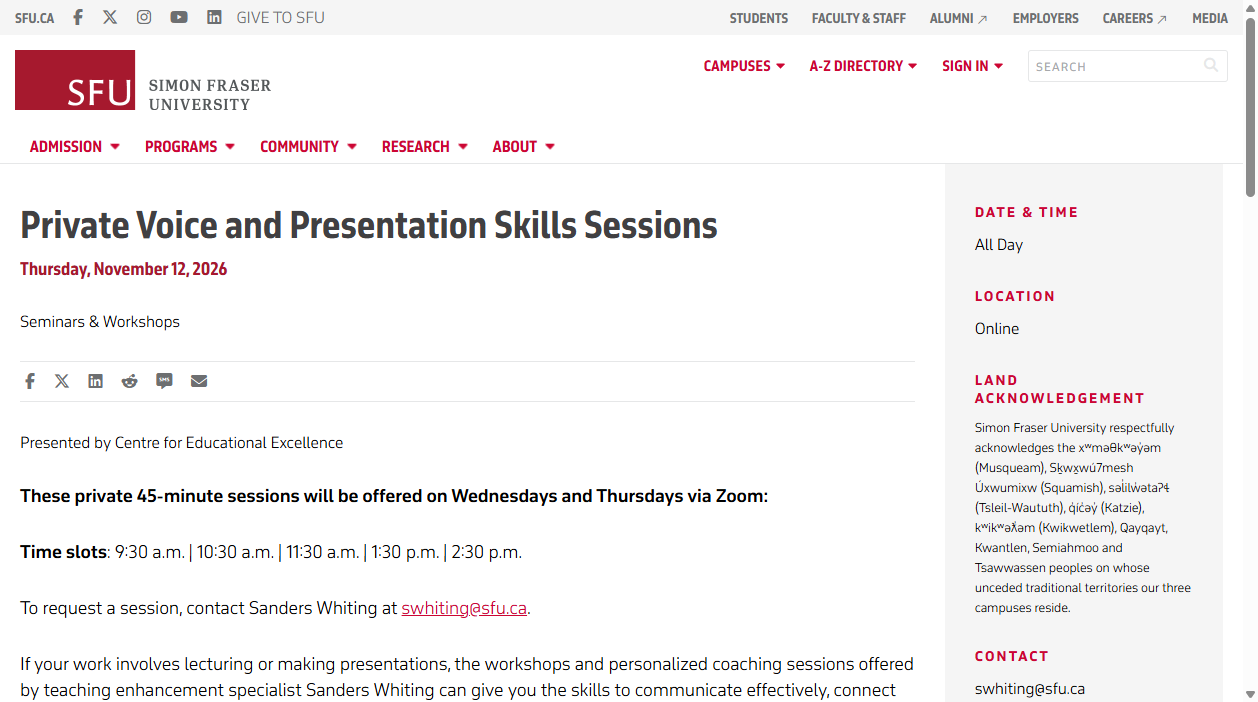 SFU.CA GIVE TO SFU
STUDENTS FACULTY & STAFF ALUMNI EMPLOYERS CAREERS MEDIA
SFU SIMON FRASER
UNIVERSITY
CAMPUSES A-Z DIRECTORY SIGN IN SEARCH
ADMISSION PROGRAMS COMMUNITY RESEARCH ABOUT
Private Voice and Presentation Skills Sessions
Thursday, November 12, 2026
Seminars & Workshops
SMS
Presented by Centre for Educational Excellence
These private 45-minute sessions will be offered on Wednesdays and Thursdays via Zoom:
Time slots: 9:30 a.m. | 10:30 a.m. | 11:30 a.m. | 1:30 p.m. | 2:30 p.m.
To request a session, contact Sanders Whiting at swhiting@sfu.ca.
If your work involves lecturing or making presentations, the workshops and personalized coaching sessions offered
by teaching enhancement specialist Sanders Whiting can give you the skills to communicate effectively, connect
DATE & TIME
All Day
LOCATION
Online
LAND
ACKNOWLEDGEMENT
Simon Fraser University respectfully
acknowledges the xʷməθkʷəy̓əm
(Musqueam), Sḵwx̱wú7mesh
Úxwumixw (Squamish), səl̓ilw̓ətaʔɬ
(Tsleil-Waututh), q̓íc̓əy̓ (Katzie),
kʷikʷəƛ̓əm (Kwikwetlem), Qayqayt,
Kwantlen, Semiahmoo and
Tsawwassen peoples on whose
unceded traditional territories our three
campuses reside.
CONTACT
swhiting@sfu.ca